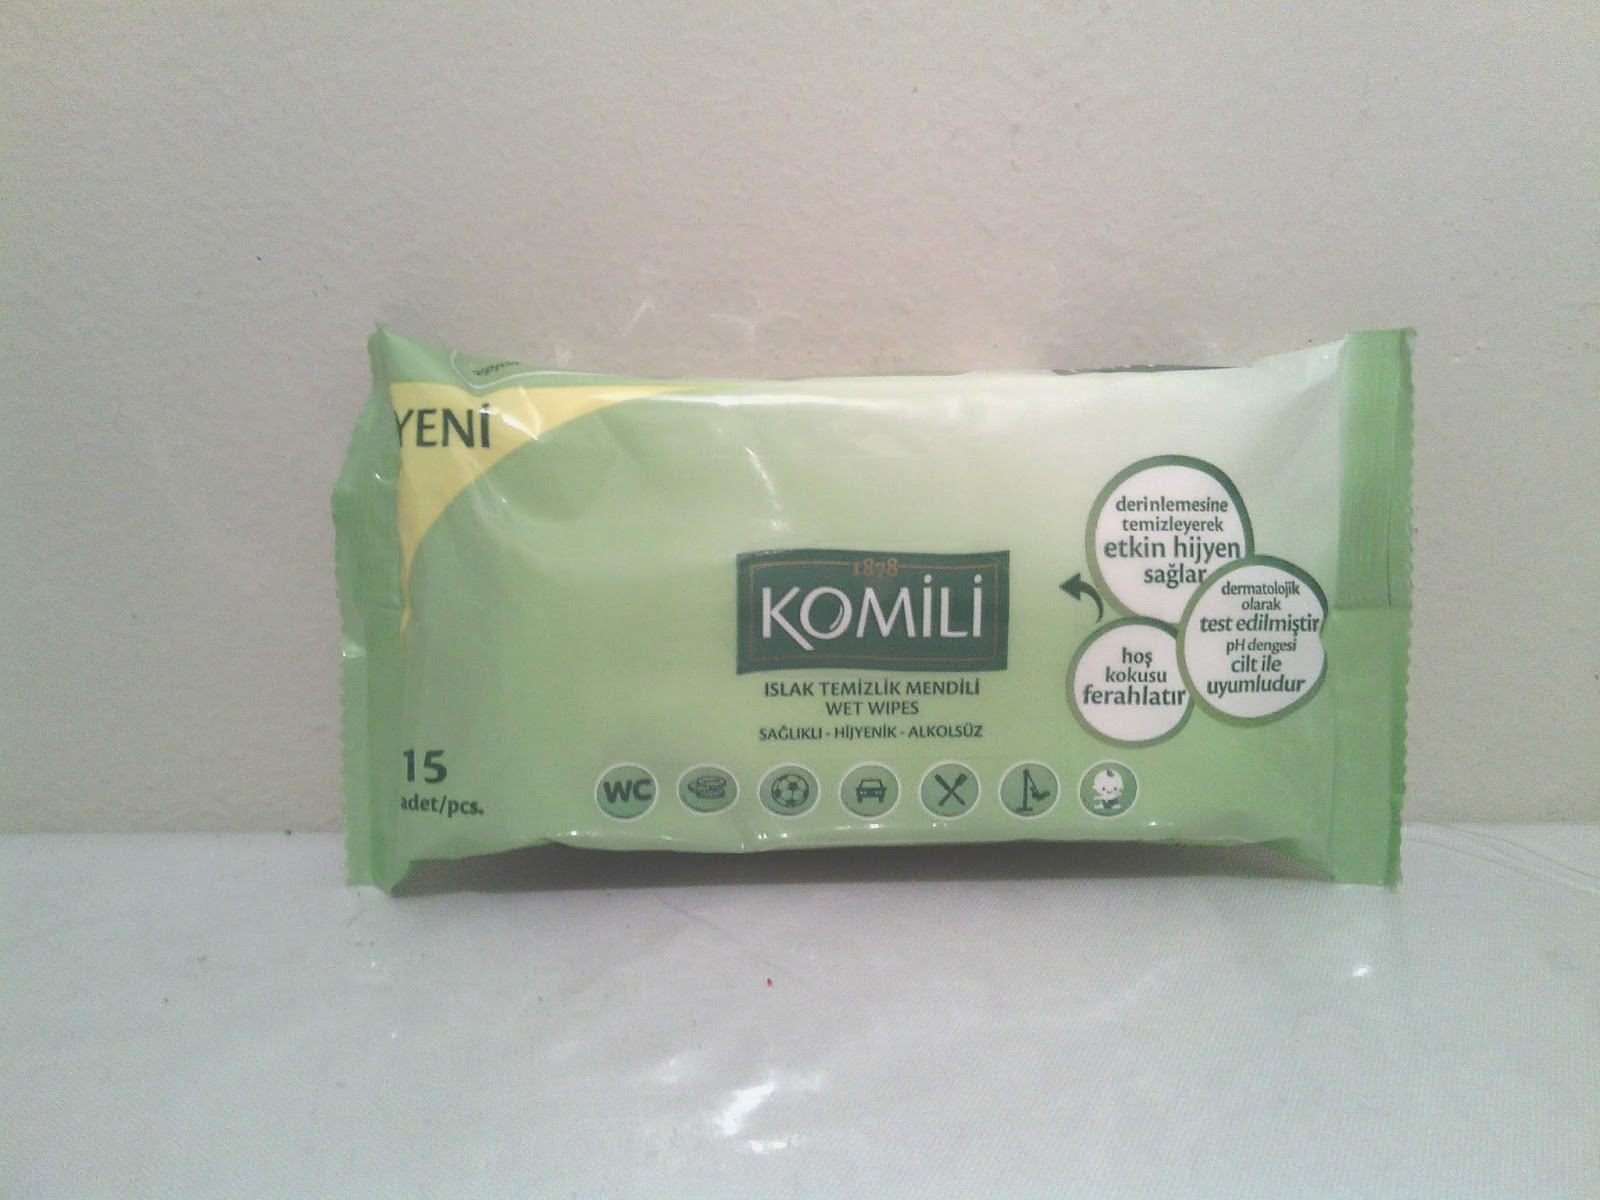 YENİ
1878
KOMİLİ
ISLAK TEMİZLİK MENDİLİ
WET WIPES
SAĞLIKLI - HİJYENİK - ALKOLSÜZ
derinlemesine
temizleyerek
etkin hijyen
sağlar
dermatolojik
olarak
test edilmiştir
pH dengesi
cilt ile
uyumludur
hoş
kokusu
ferahlatır
15
adet/pcs.
WC